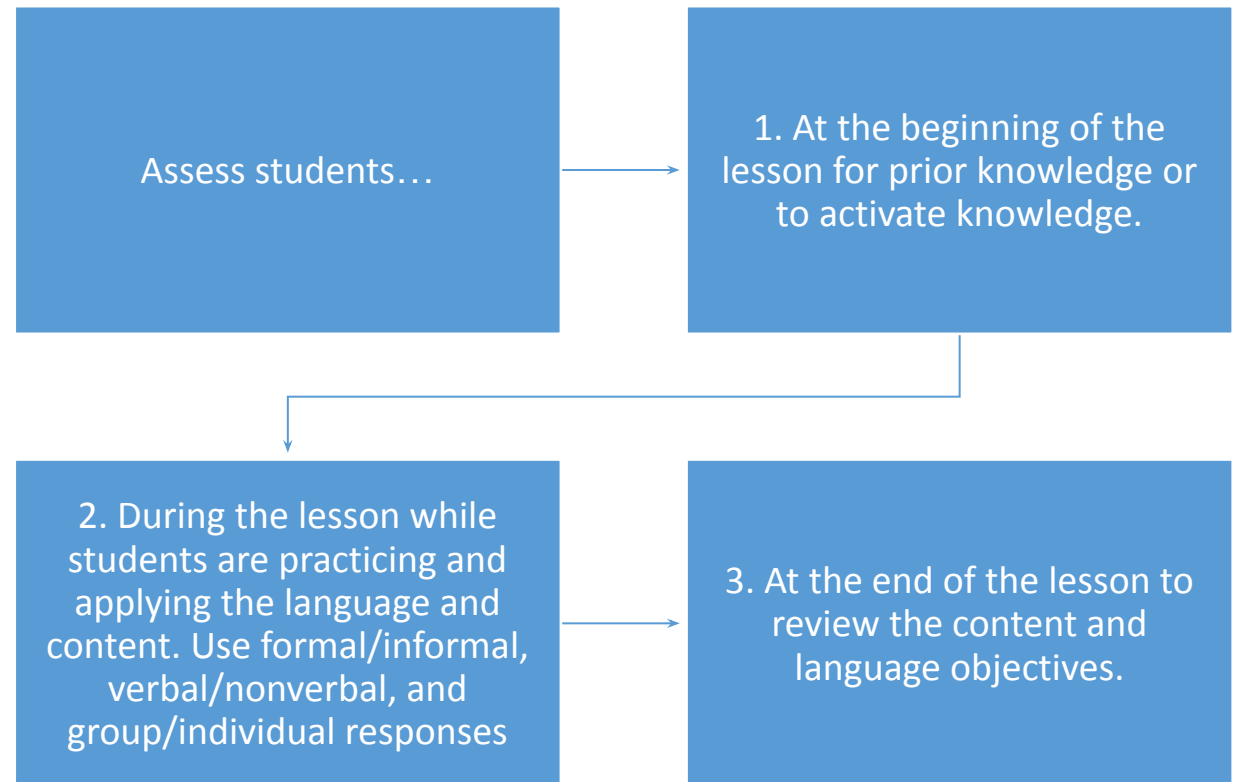 Assess students…
1. At the beginning of the
lesson for prior knowledge or
to activate knowledge.
2. During the lesson while
students are practicing and
applying the language and
content. Use formal/informal,
verbal/nonverbal, and
group/individual responses
3. At the end of the lesson to
review the content and
language objectives.